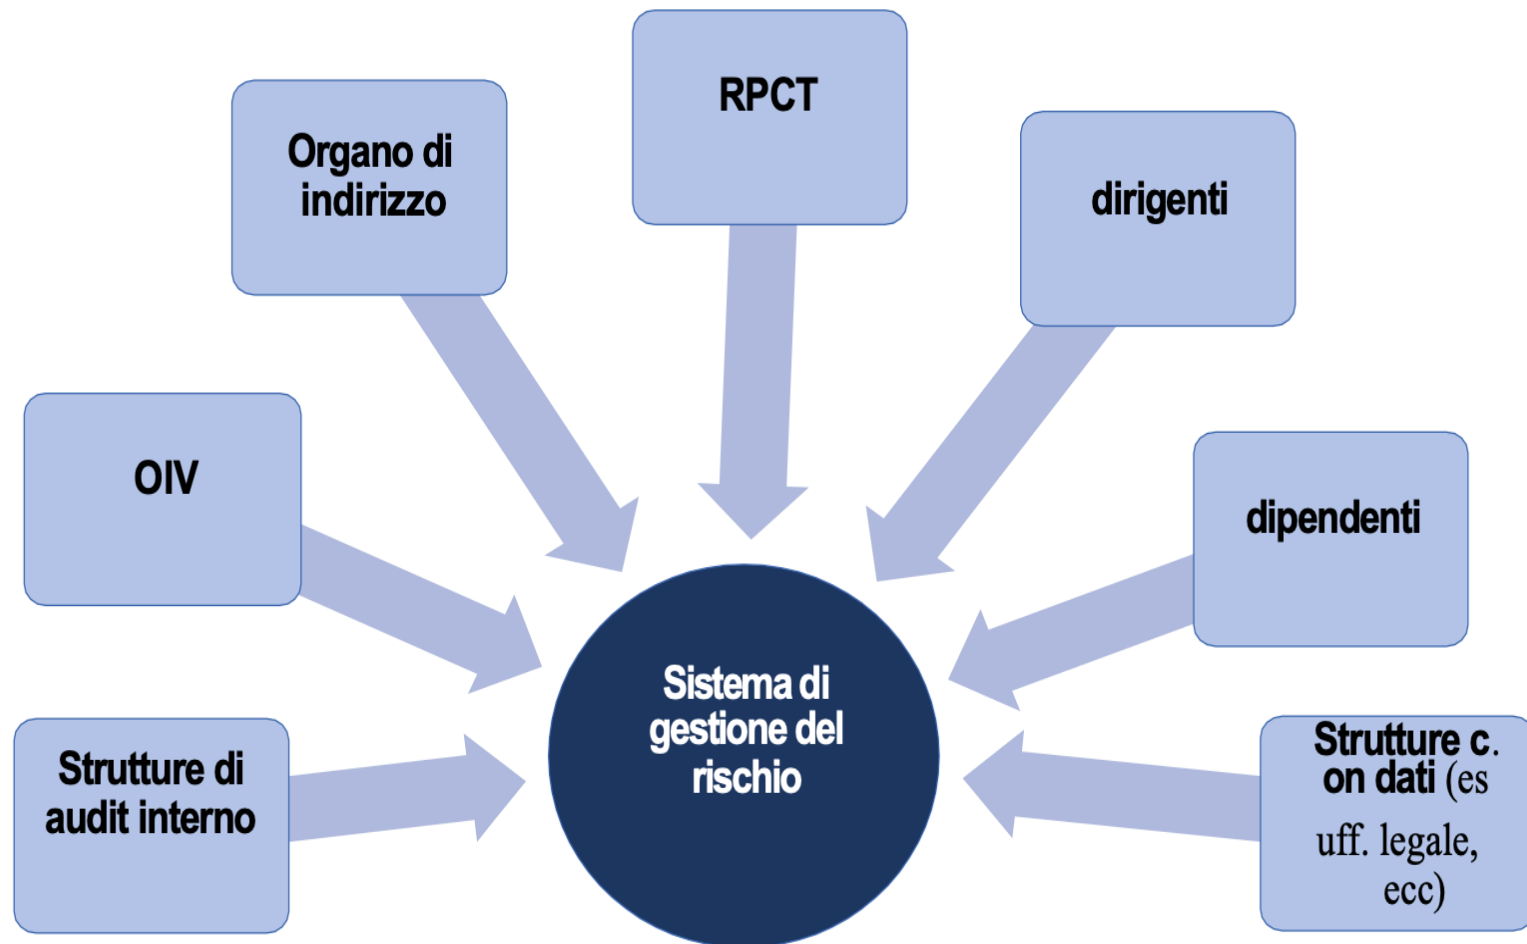 RPCT
Organo di
indirizzo
dirigenti
OIV
dipendenti
Sistema di
gestione del
rischio
Strutture di
audit interno
Strutture c.
on dati (es
uff. legale,
ecc)